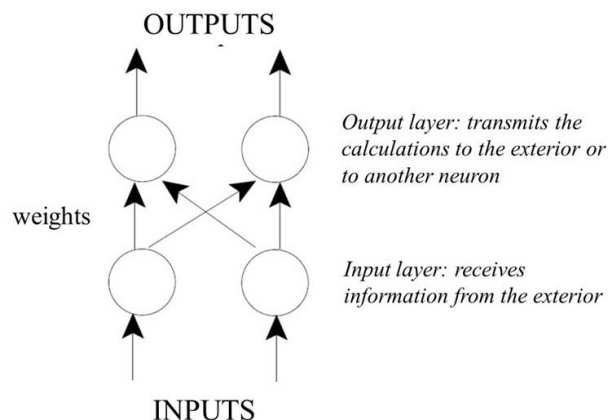 OUTPUTS
Output layer: transmits the
calculations to the exterior or
to another neuron
weights
Input layer: receives
information from the exterior
INPUTS